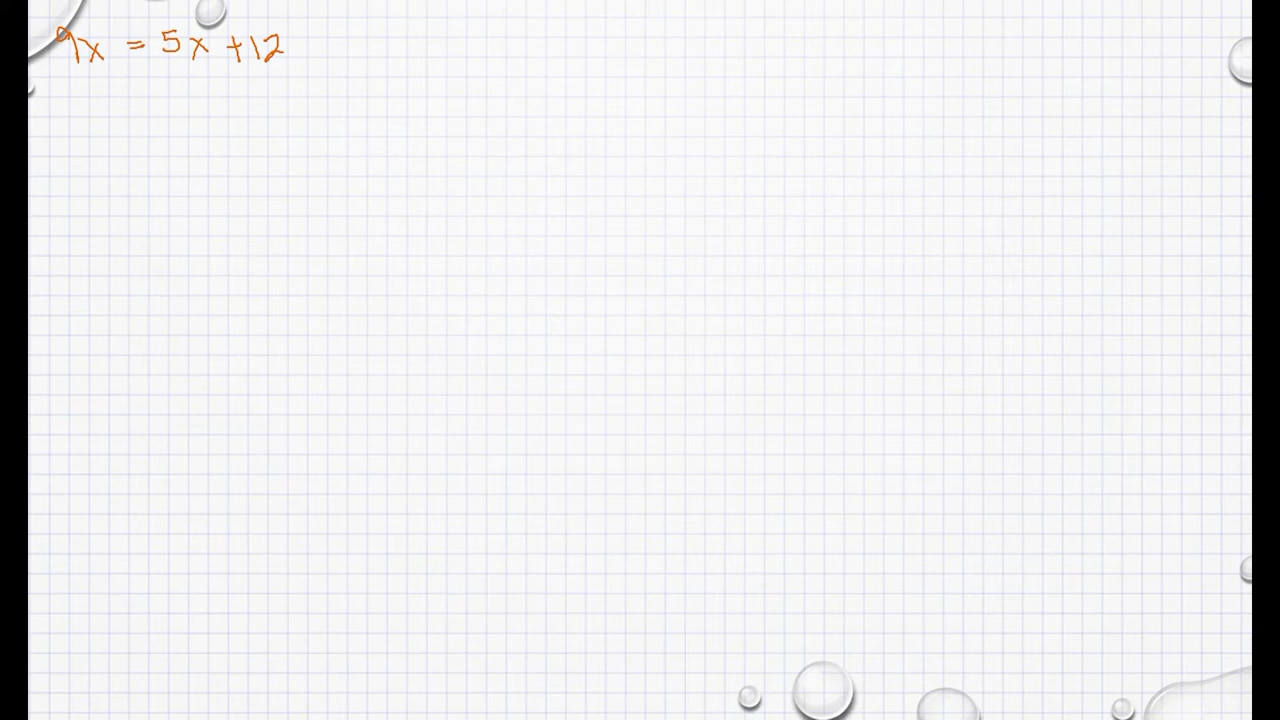 9x = 5x + 12